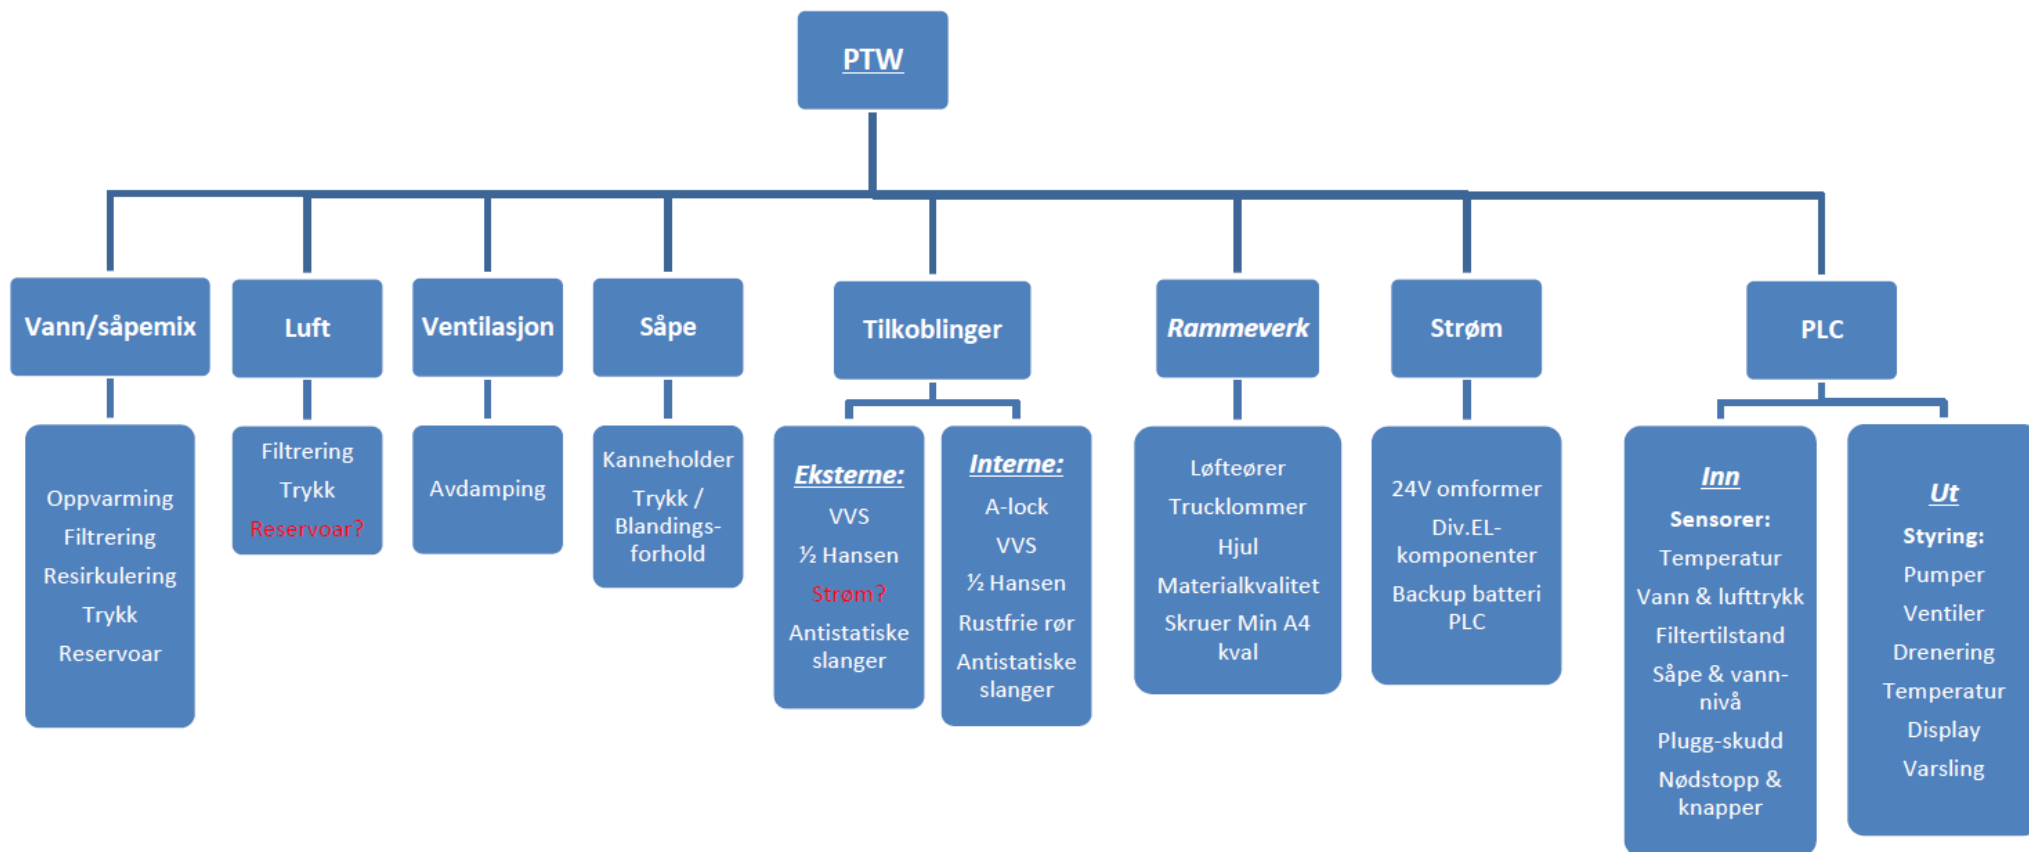 PTW
Vann/såpemix
Luft
Ventilasjon
Såpe
Tilkoblinger
Rammeverk
Strøm
PLC
Oppvarming
Filtrering
Resirkulering
Trykk
Reservoar
Filtrering
Trykk
Reservoar?
Avdamping
Kanneholder
Trykk /
Blandings-
forhold
Eksterne:
VVS
½ Hansen
Strøm?
Antistatiske
slanger
Interne:
A-lock
VVS
½ Hansen
Rustfrie rør
Antistatiske
slanger
Løfteører
Trucklommer
Hjul
Materialkvalitet
Skruer Min A4
kval
24V omformer
Div.EL-
komponenter
Backup batteri
PLC
Inn
Sensorer:
Temperatur
Vann & lufttrykk
Filtertilstand
Såpe & vann-
nivå
Plugg-skudd
Nødstopp &
knapper
Ut
Styring:
Pumper
Ventiler
Drenering
Temperatur
Display
Varsling